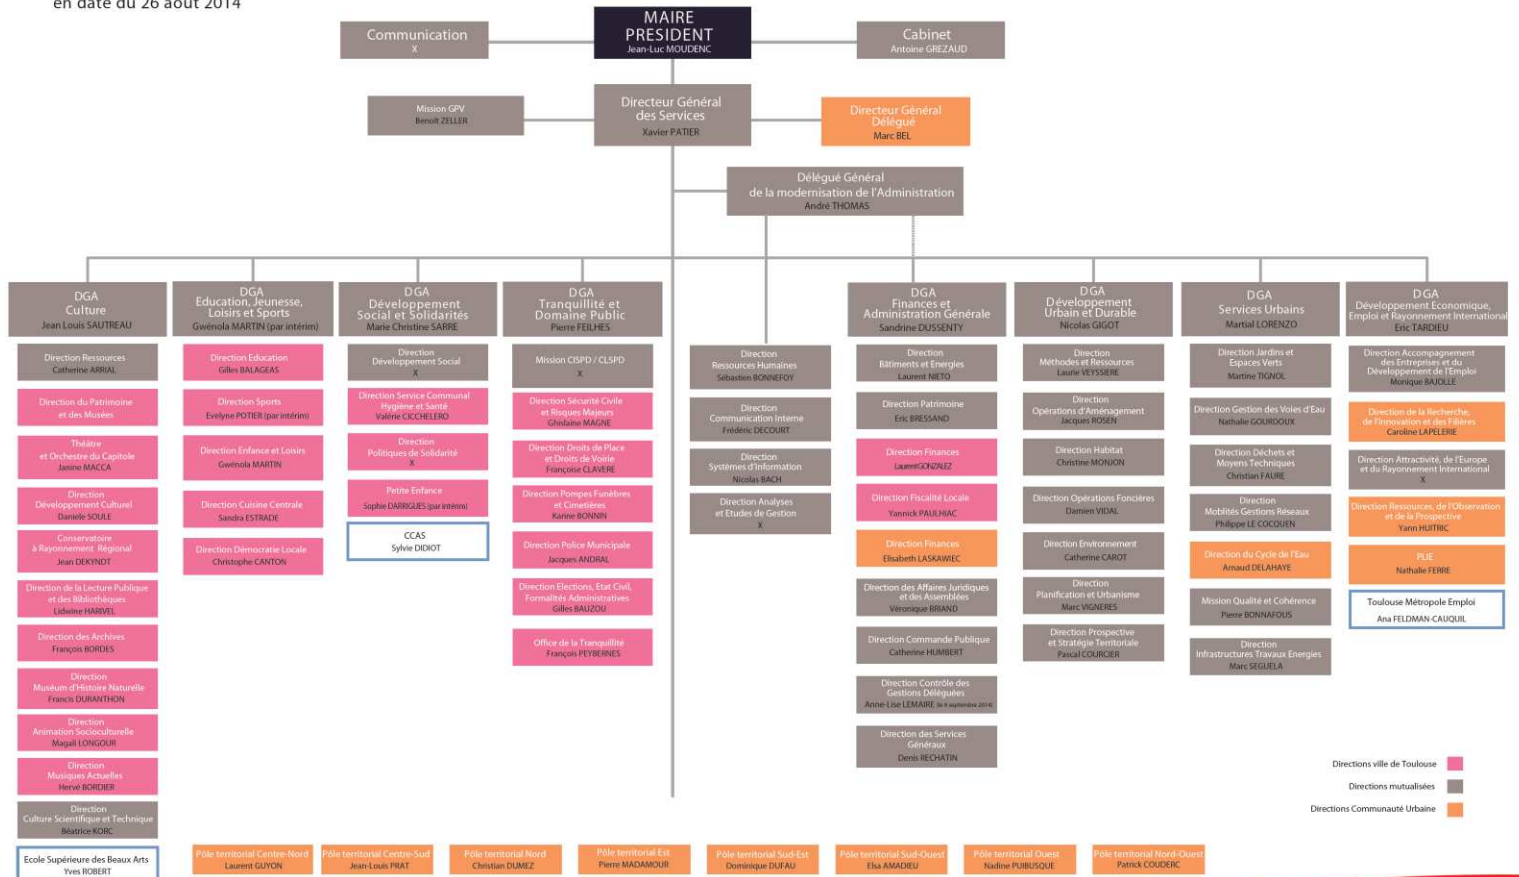 en date du 26 août 2014
MAIRE
PRESIDENT
Jean-Luc MOUDENC
Communication
X
Cabinet
Antoine GREZAUD
Mission GPV
Benoît ZELLER
Directeur Général
des Services
Xavier PATIER
Directeur Général
Délégué
Marc BEL
Délégué Général
de la modernisation de l'Administration
André THOMAS
DGA
Culture
Jean Louis SAUTREAU
Direction Ressources
Catherine ARRIAL
Direction du Patrimoine
et des Musées
Théâtre
et Orchestre du Capitole
Janine MACCA
Direction
Développement Culturel
Daniele SOULE
Conservatoire
à Rayonnement Régional
Jean DEKYNDT
Direction de la Lecture Publique
et des Bibliothèques
Lidwine HARIVEL
Direction des Archives
François BORDES
Direction
Muséum d'Histoire Naturelle
Francis DURANTHON
Direction
Animation Socioculturelle
Magali LONGOUR
Direction
Musiques Actuelles
Hervé BORDIER
Direction
Culture Scientifique et Technique
Béatrice KORC
Ecole Supérieure des Beaux Arts
Yves ROBERT
DGA
Education, Jeunesse,
Loisirs et Sports
Gwénola MARTIN (par intérim)
Direction Education
Gilles BALAGEAS
Direction Sports
Evelyne POTIER (par intérim)
Direction Enfance et Loisirs
Gwénola MARTIN
Direction Cuisine Centrale
Sandra ESTRADE
Direction Démocratie Locale
Christophe CANTON
DGA
Développement
Social et Solidarités
Marie Christine SARRE
Direction
Développement Social
X
Direction Service Communal
Hygiène et Santé
Valérie CICCHELERO
Direction
Politiques de Solidarité
X
Petite Enfance
Sophie DARRIGUES (par intérim)
CCAS
Sylvie DIDIOT
DGA
Tranquillité et
Domaine Public
Pierre FEILHES
Mission CISPD / CLSPD
X
Direction Sécurité Civile
et Risques Majeurs
Ghislaine MAGNE
Direction Droits de Place
et Droits de Voirie
Françoise CLAVERE
Direction Pompes Funèbres
et Cimetières
Karine BONNIN
Direction Police Municipale
Jacques ANDRAL
Direction Elections, Etat Civil,
Formalités Administratives
Gilles BAUZOU
Office de la Tranquillité
François PEYBERNES
Direction
Ressources Humaines
Sébastien BONNEFOY
Direction
Communication Interne
Frédéric DECOURT
Direction
Systèmes d'Information
Nicolas BACH
Direction Analyses
et Etudes de Gestion
X
DGA
Finances et
Administration Générale
Sandrine DUSSENTY
Direction
Bâtiments et Energies
Laurent NIETO
Direction Patrimoine
Eric BRESSAND
Direction Finances
Laurent GONZALEZ
Direction Fiscalité Locale
Yannick PAULHIAC
Direction Finances
Elisabeth LASKAWIEC
Direction des Affaires Juridiques
et des Assemblées
Véronique BRIAND
Direction Commande Publique
Catherine HUMBERT
Direction Contrôle des
Gestions Déléguées
Anne-Lise LEMAIRE (le 8 septembre 2014)
Direction des Services
Généraux
Denis RECHATIN
DGA
Développement
Urbain et Durable
Nicolas GIGOT
Direction
Méthodes et Ressources
Laurie VEYSSIERE
Direction
Opérations d'Aménagement
Jacques ROSEN
Direction Habitat
Christine MONJON
Direction Opérations Foncières
Damien VIDAL
Direction Environnement
Catherine CAROT
Direction
Planification et Urbanisme
Marc VIGNERES
Direction Prospective
et Stratégie Territoriale
Pascal COURCIER
DGA
Services Urbains
Martial LORENZO
Direction Jardins et
Espaces Verts
Martine TIGNOL
Direction Gestion des Voies d'Eau
Nathalie GOURDOUX
Direction Déchets et
Moyens Techniques
Christian FAURE
Direction
Moblités Gestions Réseaux
Philippe LE COCQUEN
Direction du Cycle de l'Eau
Arnaud DELAHAYE
Mission Qualité et Cohérence
Pierre BONNAFOUS
Direction
Infrastructures Travaux Energies
Marc SEGUELA
DGA
Développement Economique,
Emploi et Rayonnement International
Eric TARDIEU
Direction Accompagnement
des Entreprises et du
Développement de l'Emploi
Monique BAJOLLE
Direction de la Recherche,
de l'Innovation et des Filières
Caroline LAPELERIE
Direction Attractivité, de l'Europe
et du Rayonnement International
X
Direction Ressources, de l'Observation
et de la Prospective
Yann HUITRIC
PLIE
Nathalie FERRE
Toulouse Métropole Emploi
Ana FELDMAN-CAUQUIL
Directions ville de Toulouse
Directions mutualisées
Directions Communauté Urbaine
Pôle territorial Centre-Nord
Laurent GUYON
Pôle territorial Centre-Sud
Jean-Louis PRAT
Pôle territorial Nord
Christian DUMEZ
Pôle territorial Est
Pierre MADAMOUR
Pôle territorial Sud-Est
Dominique DUFAU
Pôle territorial Sud-Ouest
Elsa AMADIEU
Pôle territorial Ouest
Nadine PUIBUSQUE
Pôle territorial Nord-Ouest
Patrick COUDERC